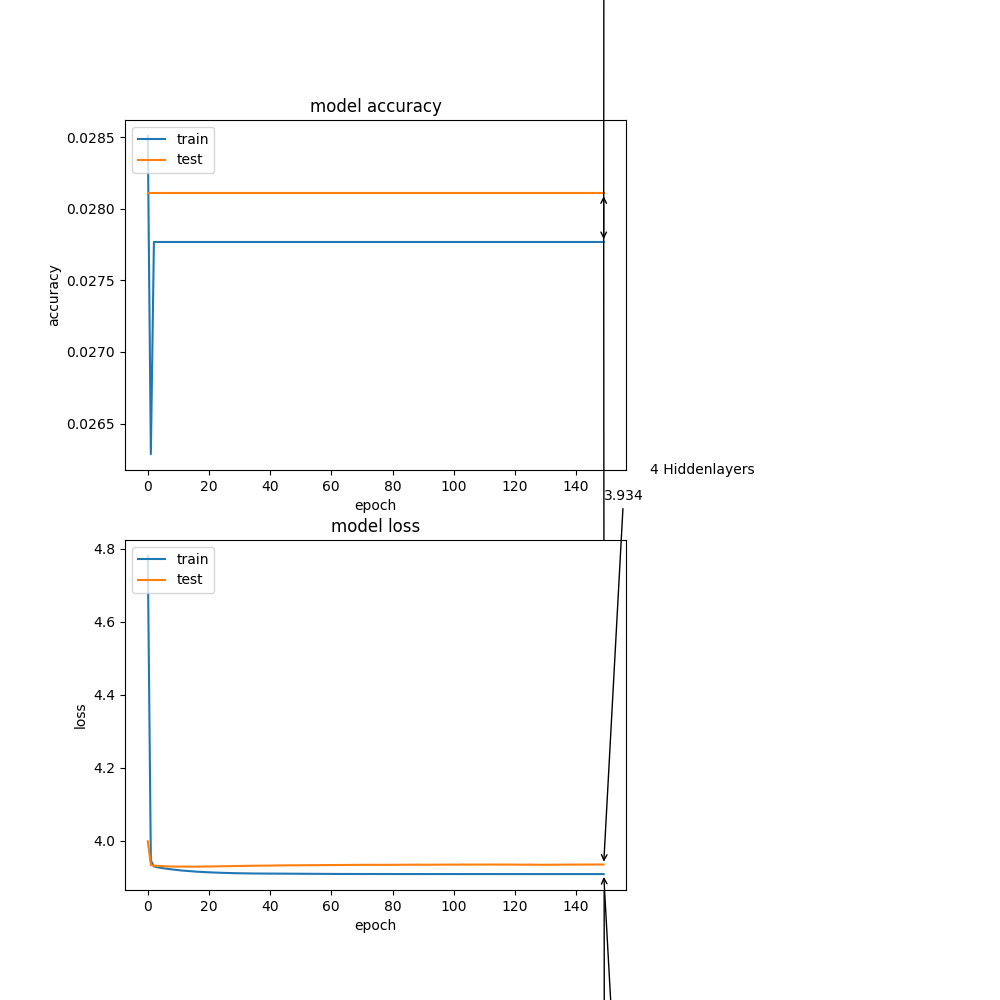 model accuracy
train
test
0.0285
0.0280
0.0275
0.0270
0.0265
accuracy
0 20 40 60 80 100 120 140
epoch
4 Hiddenlayers
3.934
model loss
train
test
4.8
4.6
4.4
4.2
4.0
loss
0 20 40 60 80 100 120 140
epoch